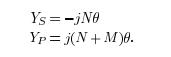 Y_S = −jNθ
Y_P = j(N + M)θ.